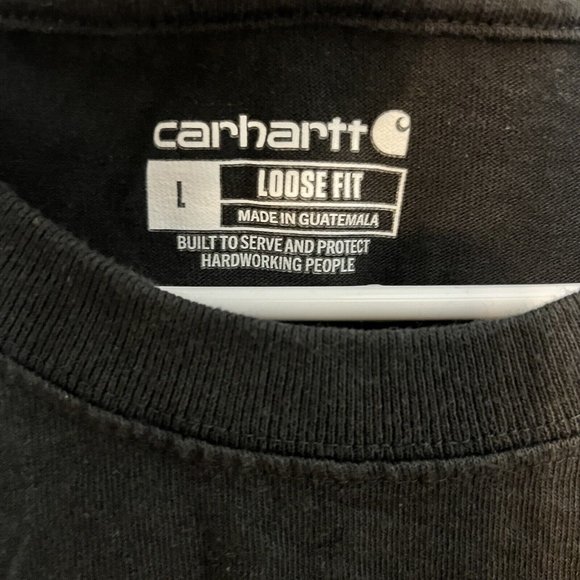 carhartt
L
LOOSE FIT
MADE IN GUATEMALA
BUILT TO SERVE AND PROTECT
HARDWORKING PEOPLE